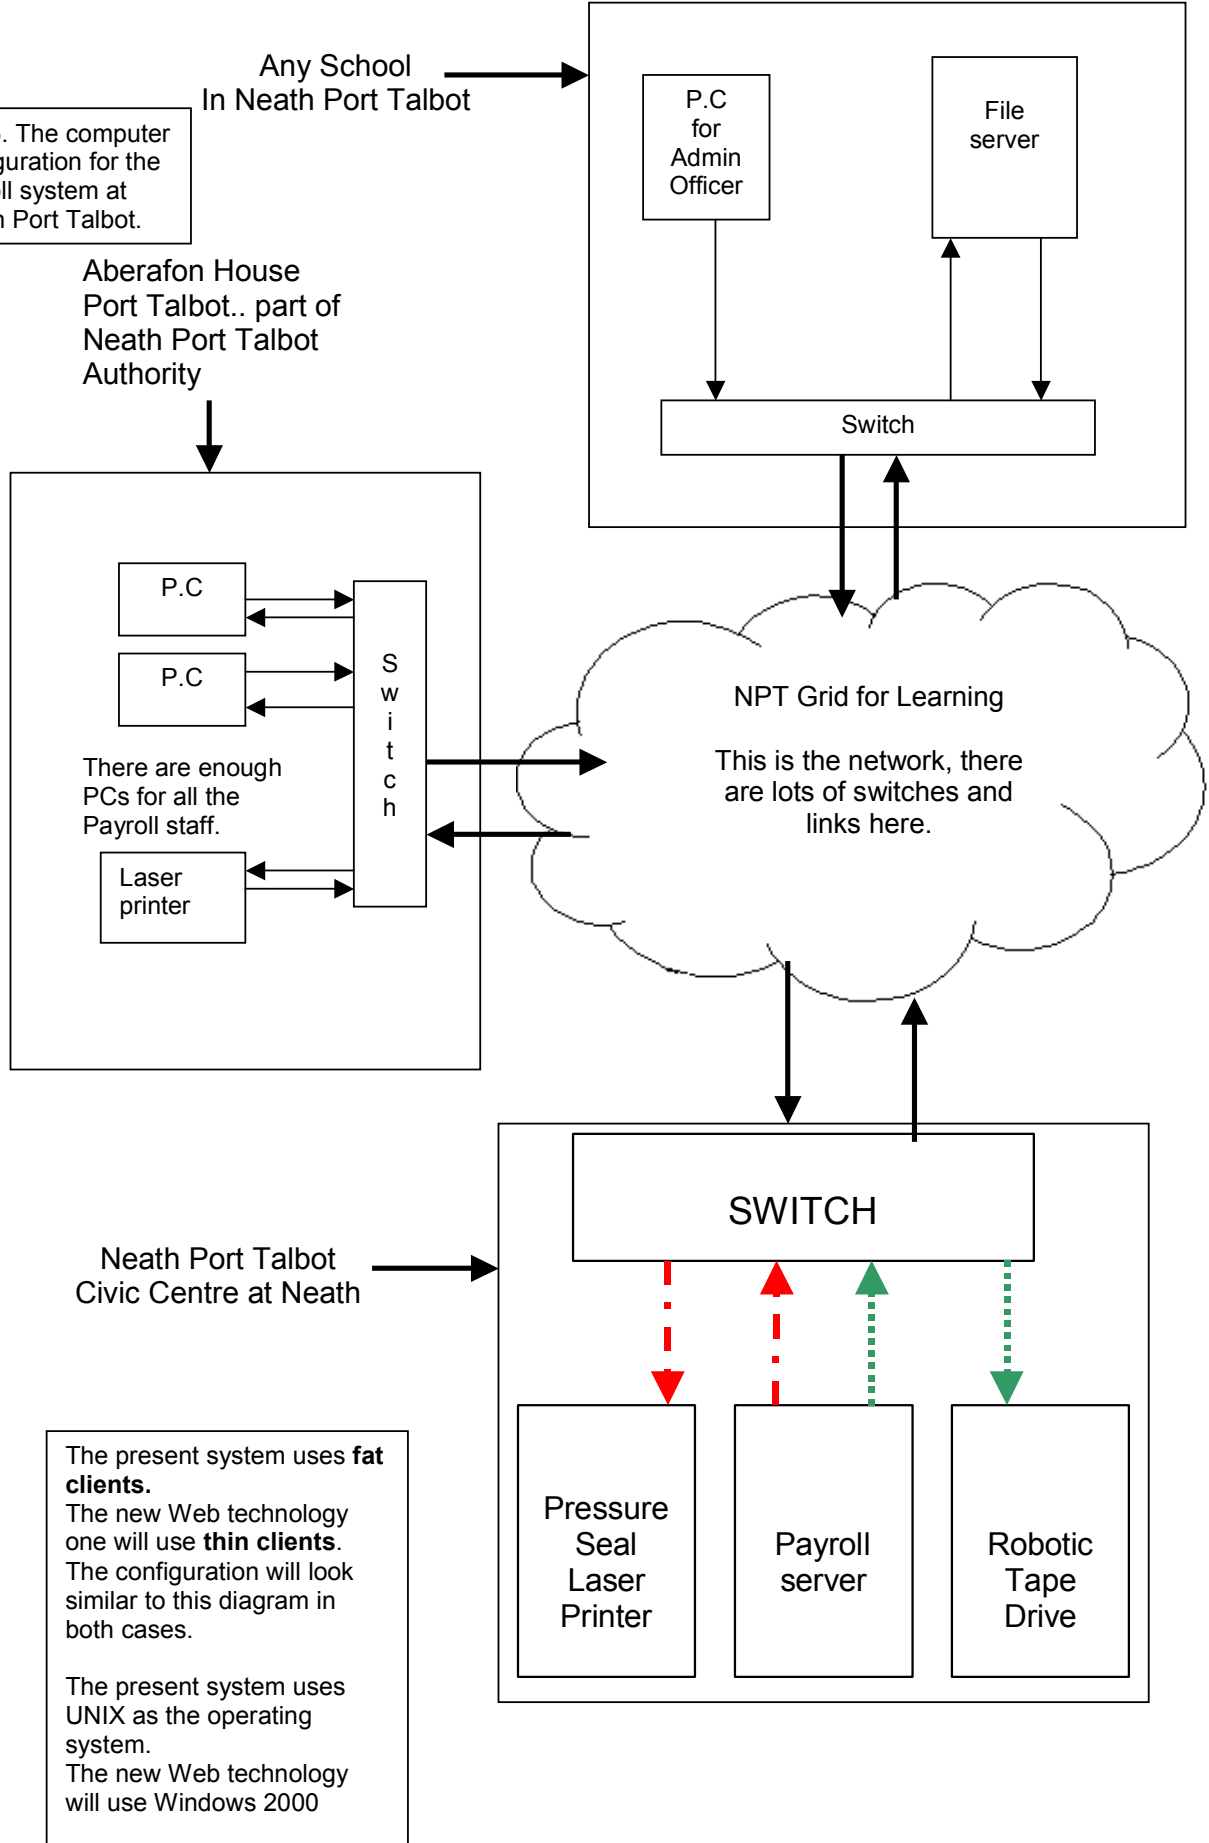 Any School
In Neath Port Talbot
. The computer
guration for the
ll system at
Port Talbot.
Aberafon House
Port Talbot.. part of
Neath Port Talbot
Authority
P.C
for
Admin
Officer
File
server
Switch
P.C
P.C
There are enough
PCs for all the
Payroll staff.
Laser
printer
S
w
i
t
c
h
NPT Grid for Learning
This is the network, there
are lots of switches and
links here.
SWITCH
Neath Port Talbot
Civic Centre at Neath
Pressure
Seal
Laser
Printer
Payroll
server
Robotic
Tape
Drive
The present system uses fat
clients.
The new Web technology
one will use thin clients.
The configuration will look
similar to this diagram in
both cases.
The present system uses
UNIX as the operating
system.
The new Web technology
will use Windows 2000